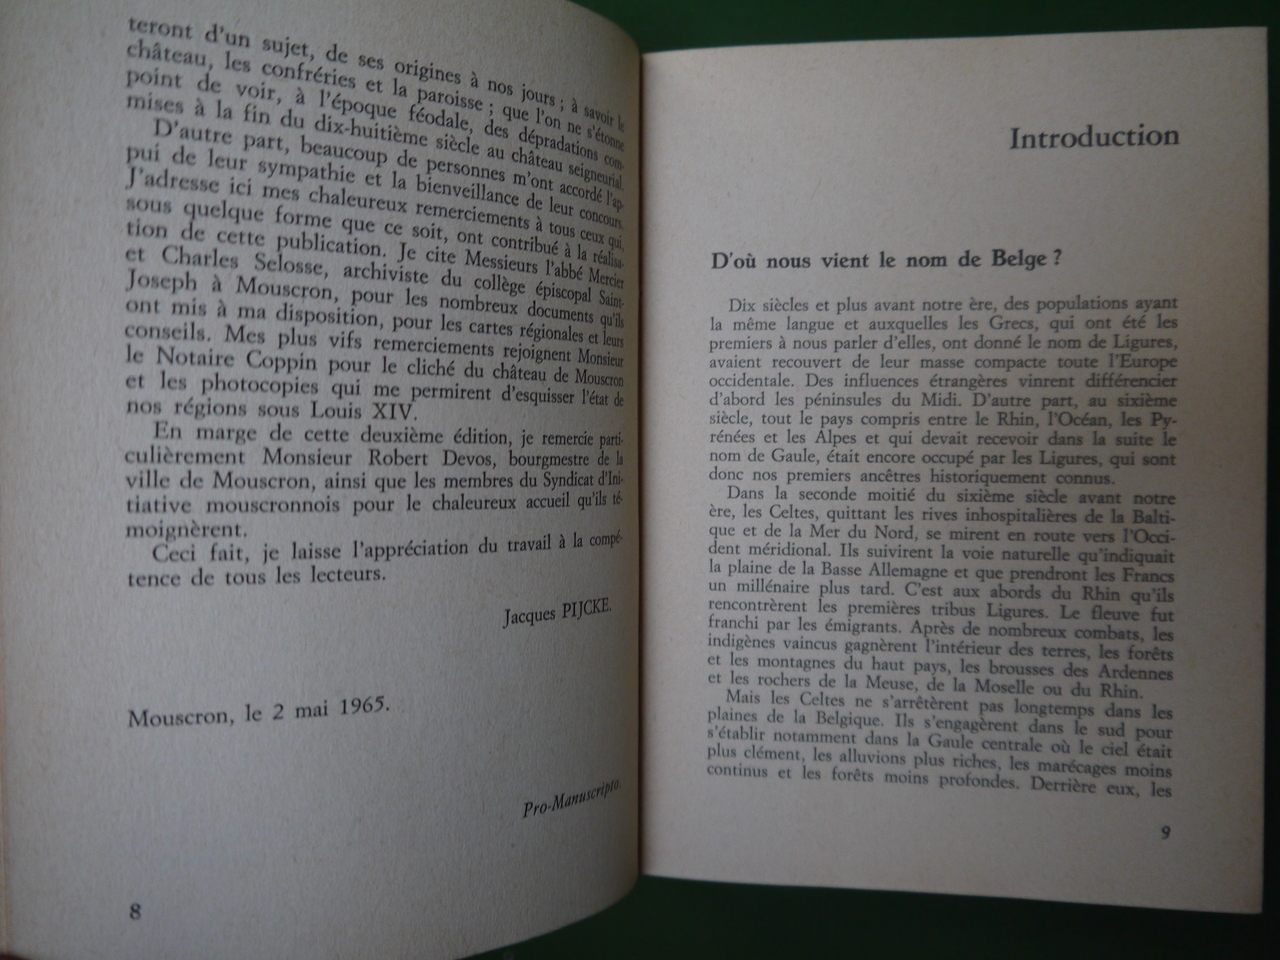 teront d'un sujet, de ses origines à nos jours ; à savoir le
château, les confréries et la paroisse ; que l'on ne s'étonne
point de voir, à l'époque féodale, des dépradations com-
mises à la fin du dix-huitième siècle au château seigneurial.
D'autre part, beaucoup de personnes m'ont accordé l'ap-
pui de leur sympathie et la bienveillance de leur concours.
J'adresse ici mes chaleureux remerciements à tous ceux qui,
sous quelque forme que ce soit, ont contribué à la réalisa-
tion de cette publication. Je cite Messieurs l'abbé Mercier
et Charles Selosse, archiviste du collège épiscopal Saint-
Joseph à Mouscron, pour les nombreux documents qu'ils
ont mis à ma disposition, pour les cartes régionales et leurs
conseils. Mes plus vifs remerciements rejoignent Monsieur
le Notaire Coppin pour le cliché du château de Mouscron
et les photocopies qui me permirent d'esquisser l'état de
nos régions sous Louis XIV.
En marge de cette deuxième édition, je remercie parti-
culièrement Monsieur Robert Devos, bourgmestre de la
ville de Mouscron, ainsi que les membres du Syndicat d'Ini-
tiative mouscronnois pour le chaleureux accueil qu'ils té-
moignèrent.
Ceci fait, je laisse l'appréciation du travail à la compé-
tence de tous les lecteurs.
Jacques PIJCKE.
Mouscron, le 2 mai 1965.
Pro-Manuscripto.
8
Introduction
D'où nous vient le nom de Belge ?
Dix siècles et plus avant notre ère, des populations ayant
la même langue et auxquelles les Grecs, qui ont été les
premiers à nous parler d'elles, ont donné le nom de Ligures,
avaient recouvert de leur masse compacte toute l'Europe
occidentale. Des influences étrangères vinrent différencier
d'abord les péninsules du Midi. D'autre part, au sixième
siècle, tout le pays compris entre le Rhin, l'Océan, les Py-
rénées et les Alpes et qui devait recevoir dans la suite le
nom de Gaule, était encore occupé par les Ligures, qui sont
donc nos premiers ancêtres historiquement connus.
Dans la seconde moitié du sixième siècle avant notre
ère, les Celtes, quittant les rives inhospitalières de la Balti-
que et de la Mer du Nord, se mirent en route vers l'Occi-
dent méridional. Ils suivirent la voie naturelle qu'indiquait
la plaine de la Basse Allemagne et que prendront les Francs
un millénaire plus tard. C'est aux abords du Rhin qu'ils
rencontrèrent les premières tribus Ligures. Le fleuve fut
franchi par les émigrants. Après de nombreux combats, les
indigènes vaincus gagnèrent l'intérieur des terres, les forêts
et les montagnes du haut pays, les brousses des Ardennes
et les rochers de la Meuse, de la Moselle ou du Rhin.
Mais les Celtes ne s'arrêtèrent pas longtemps dans les
plaines de la Belgique. Ils s'engagèrent dans le sud pour
s'établir notamment dans la Gaule centrale où le ciel était
plus clément, les alluvions plus riches, les marécages moins
continus et les forêts moins profondes. Derrière eux, les
9